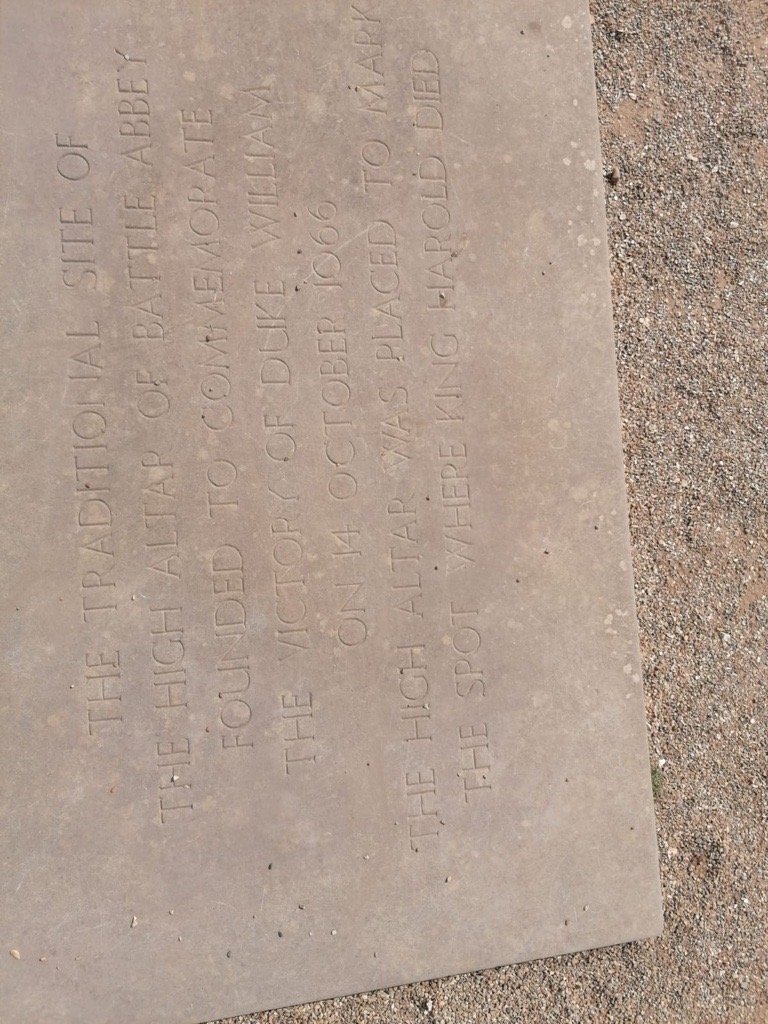 THE TRADITIONAL SITE OF
THE HIGH ALTAR OF BATTLE ABBEY
FOUNDED TO COMMEMORATE
THE VICTORY OF DUKE WILLIAM
ON 14 OCTOBER 1066
THE HIGH ALTAR WAS PLACED TO MARK
THE SPOT WHERE KING HAROLD DIED